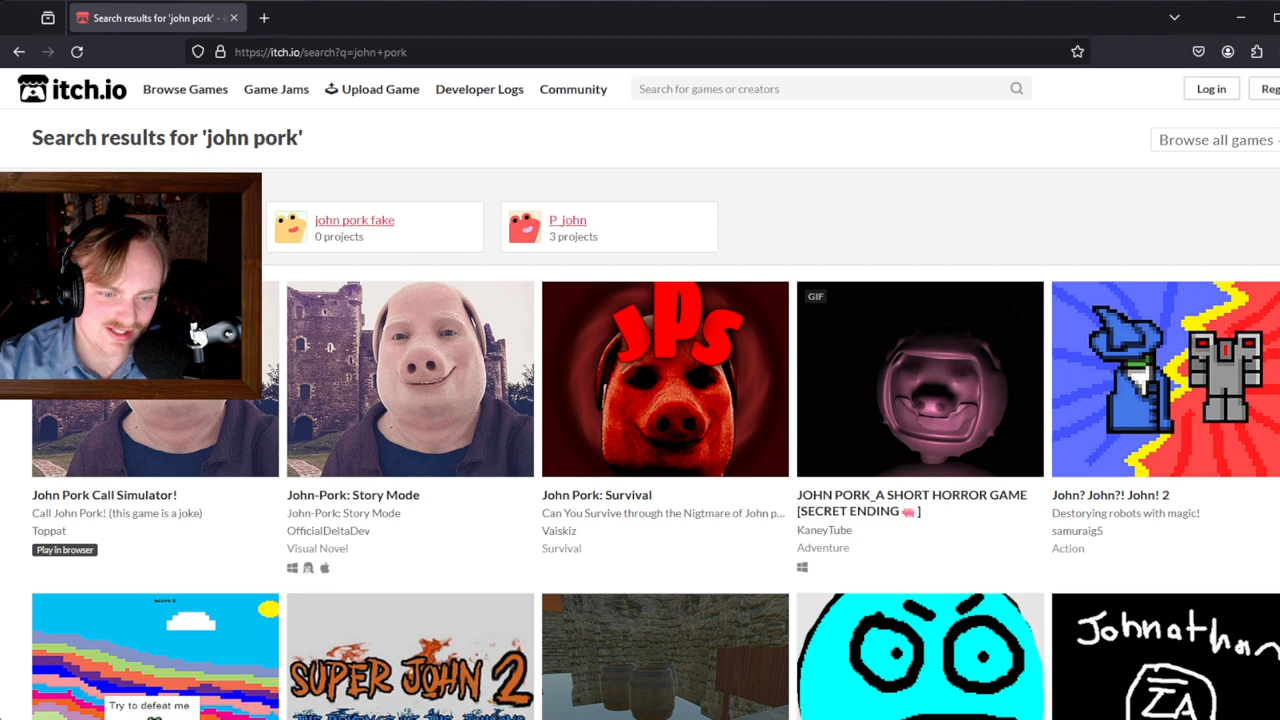 Search results for 'john pork' - i
https://itch.io/search?q=john+pork
itch.io
Browse Games
Game Jams
Upload Game
Developer Logs
Community
Search for games or creators
Log in
Reg
Search results for 'john pork'
Browse all games
john pork fake
0 projects
P_john
3 projects
GIF
JPS
John Pork Call Simulator!
Call John Pork! (this game is a joke)
Toppat
Play in browser
John-Pork: Story Mode
John-Pork: Story Mode
OfficialDeltaDev
Visual Novel
John Pork: Survival
Can You Survive through the Nigtmare of John p...
Vaiskiz
Survival
JOHN PORK_A SHORT HORROR GAME
[SECRET ENDING 🐖 ]
KaneyTube
Adventure
John? John?! John! 2
Destorying robots with magic!
samuraig5
Action
Try to defeat me
SUPER JOHN 2
Johnathan